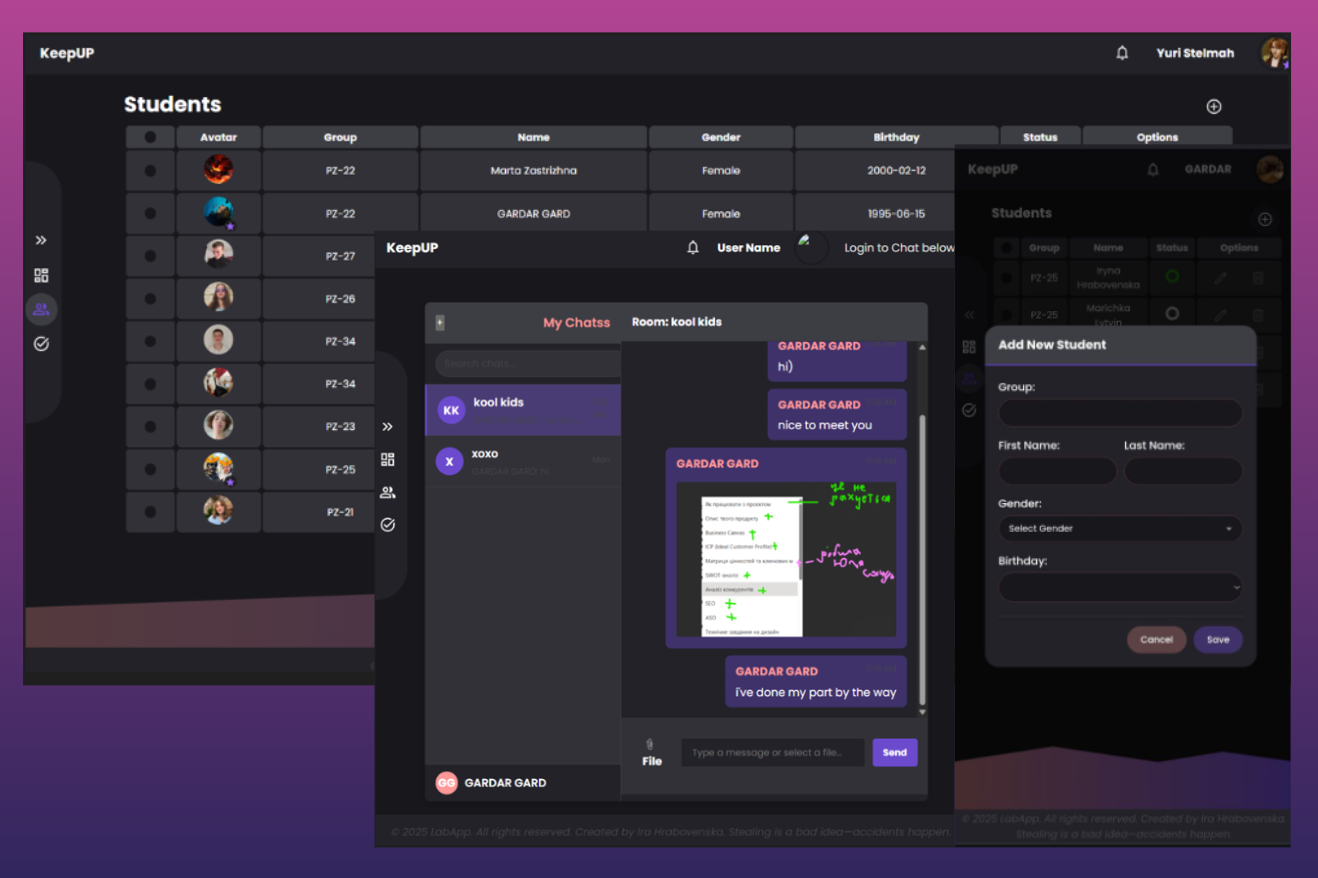 KeepUP
Yuri Stelmah
Students
Avatar Group Name Gender Birthday Status Options
PZ-22 Marta Zastrizhna Female 2000-02-12
PZ-22 GARDAR GARD Female 1995-06-15
PZ-27
PZ-26
PZ-34
PZ-34
PZ-23
PZ-25
PZ-21
KeepUP
User Name
Login to Chat below
+
My Chatss
Room: kool kids
Search chats...
KK
kool kids
X
xoxo
GARDAR GARD: hi
Mon
GARDAR GARD
hi)
GARDAR GARD
nice to meet you
GARDAR GARD
Як працювати з проєктом
це не
рахується
Опис твого продукту +
Business Canvas +
ICP (Ideal Customer Profile) +
Матриця цінностей та ключових м
SWOT-аналіз +
Аналіз конкурентів +
SEO +
ASO +
Технічне завдання на дизайн
GARDAR GARD
i've done my part by the way
File
Type a message or select a file...
Send
GG
GARDAR GARD
© 2025 LabApp. All rights reserved. Created by Ira Hrabovenska. Stealing is a bad idea—accidents happen.
KeepUP
GARDAR
Students
Group Name Status Options
PZ-25 Iryna
Hrabovenska
PZ-25 Marichka
Lytvin
Add New Student
Group:
First Name:
Last Name:
Gender:
Select Gender
Birthday:
Cancel
Save
© 2025 LabApp. All rights reserved. Created by Ira Hrabovenska.
Stealing is a bad idea—accidents happen.